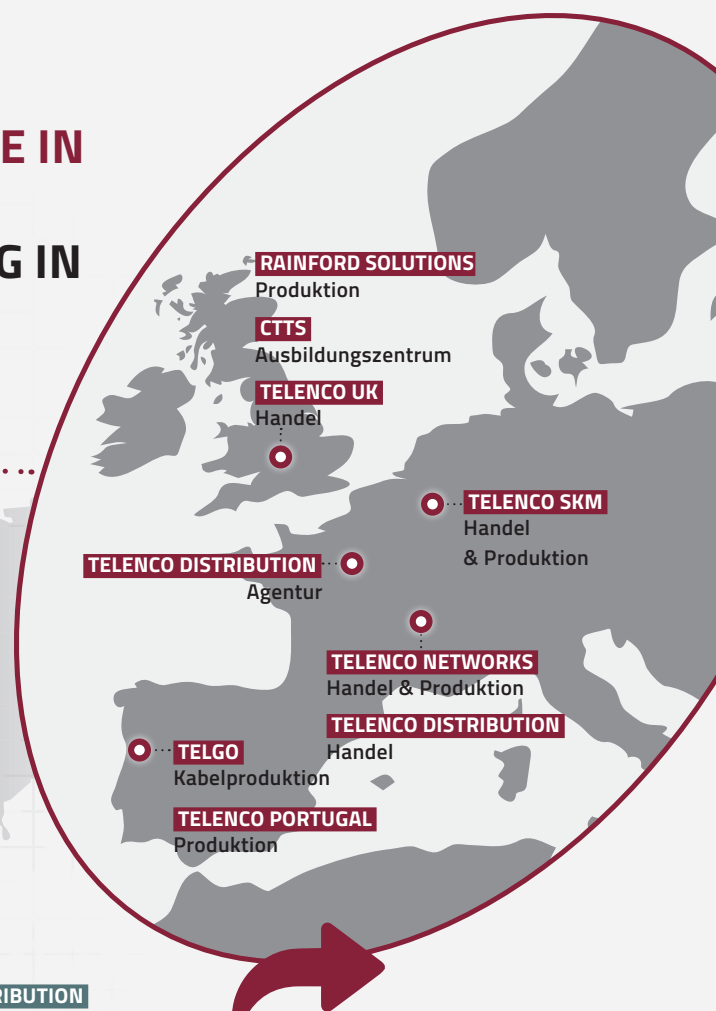 E IN
G IN
RAINFORD SOLUTIONS
Produktion
CTTS
Ausbildungszentrum
TELENCO UK
Handel
TELENCO SKM
Handel
& Produktion
TELENCO DISTRIBUTION
Agentur
TELENCO NETWORKS
Handel & Produktion
TELENCO DISTRIBUTION
Handel
TELGO
Kabelproduktion
TELENCO PORTUGAL
Produktion
RIBUTION